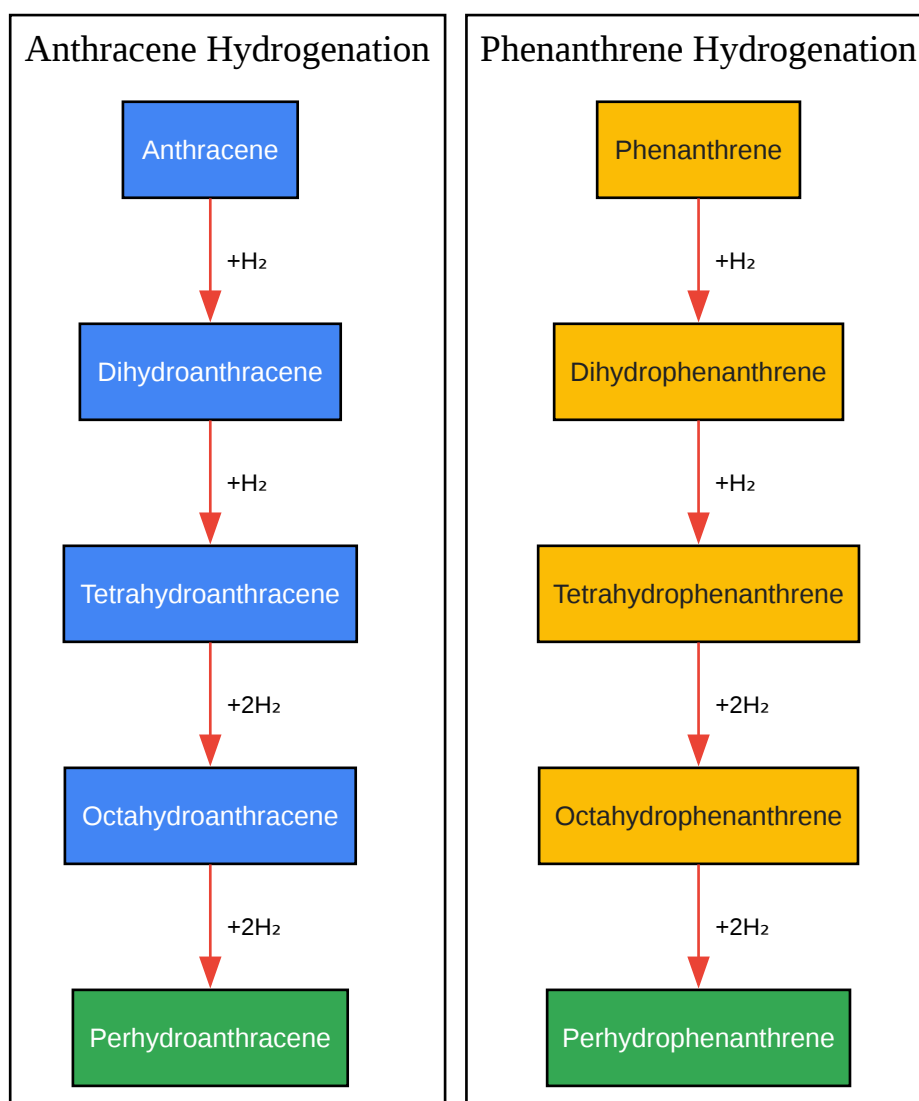 Anthracene Hydrogenation
Anthracene
+H₂
Dihydroanthracene
+H₂
Tetrahydroanthracene
+2H₂
Octahydroanthracene
+2H₂
Perhydroanthracene
Phenanthrene Hydrogenation
Phenanthrene
+H₂
Dihydrophenanthrene
+H₂
Tetrahydrophenanthrene
+2H₂
Octahydrophenanthrene
+2H₂
Perhydrophenanthrene